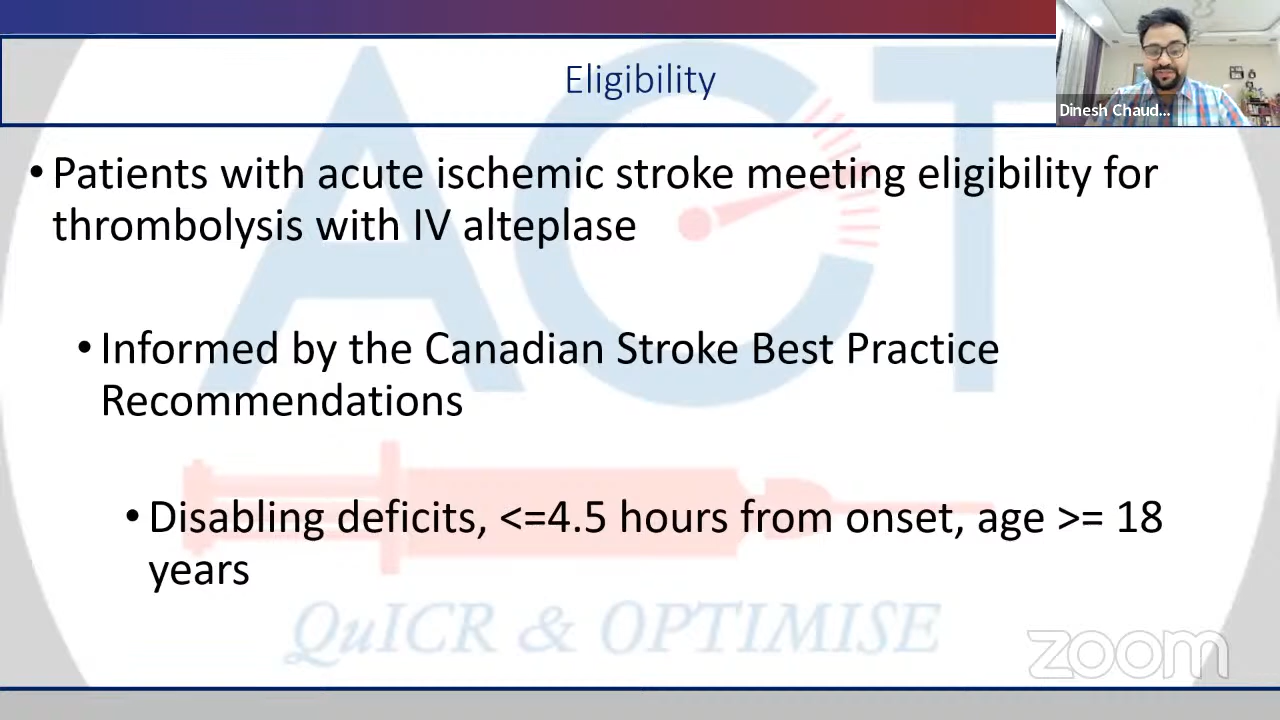 Eligibility
Dinesh Chaud...
• Patients with acute ischemic stroke meeting eligibility for
thrombolysis with IV alteplase
• Informed by the Canadian Stroke Best Practice
Recommendations
• Disabling deficits, <=4.5 hours from onset, age >= 18
years
ACT
QuICR & OPTIMISE
zoom